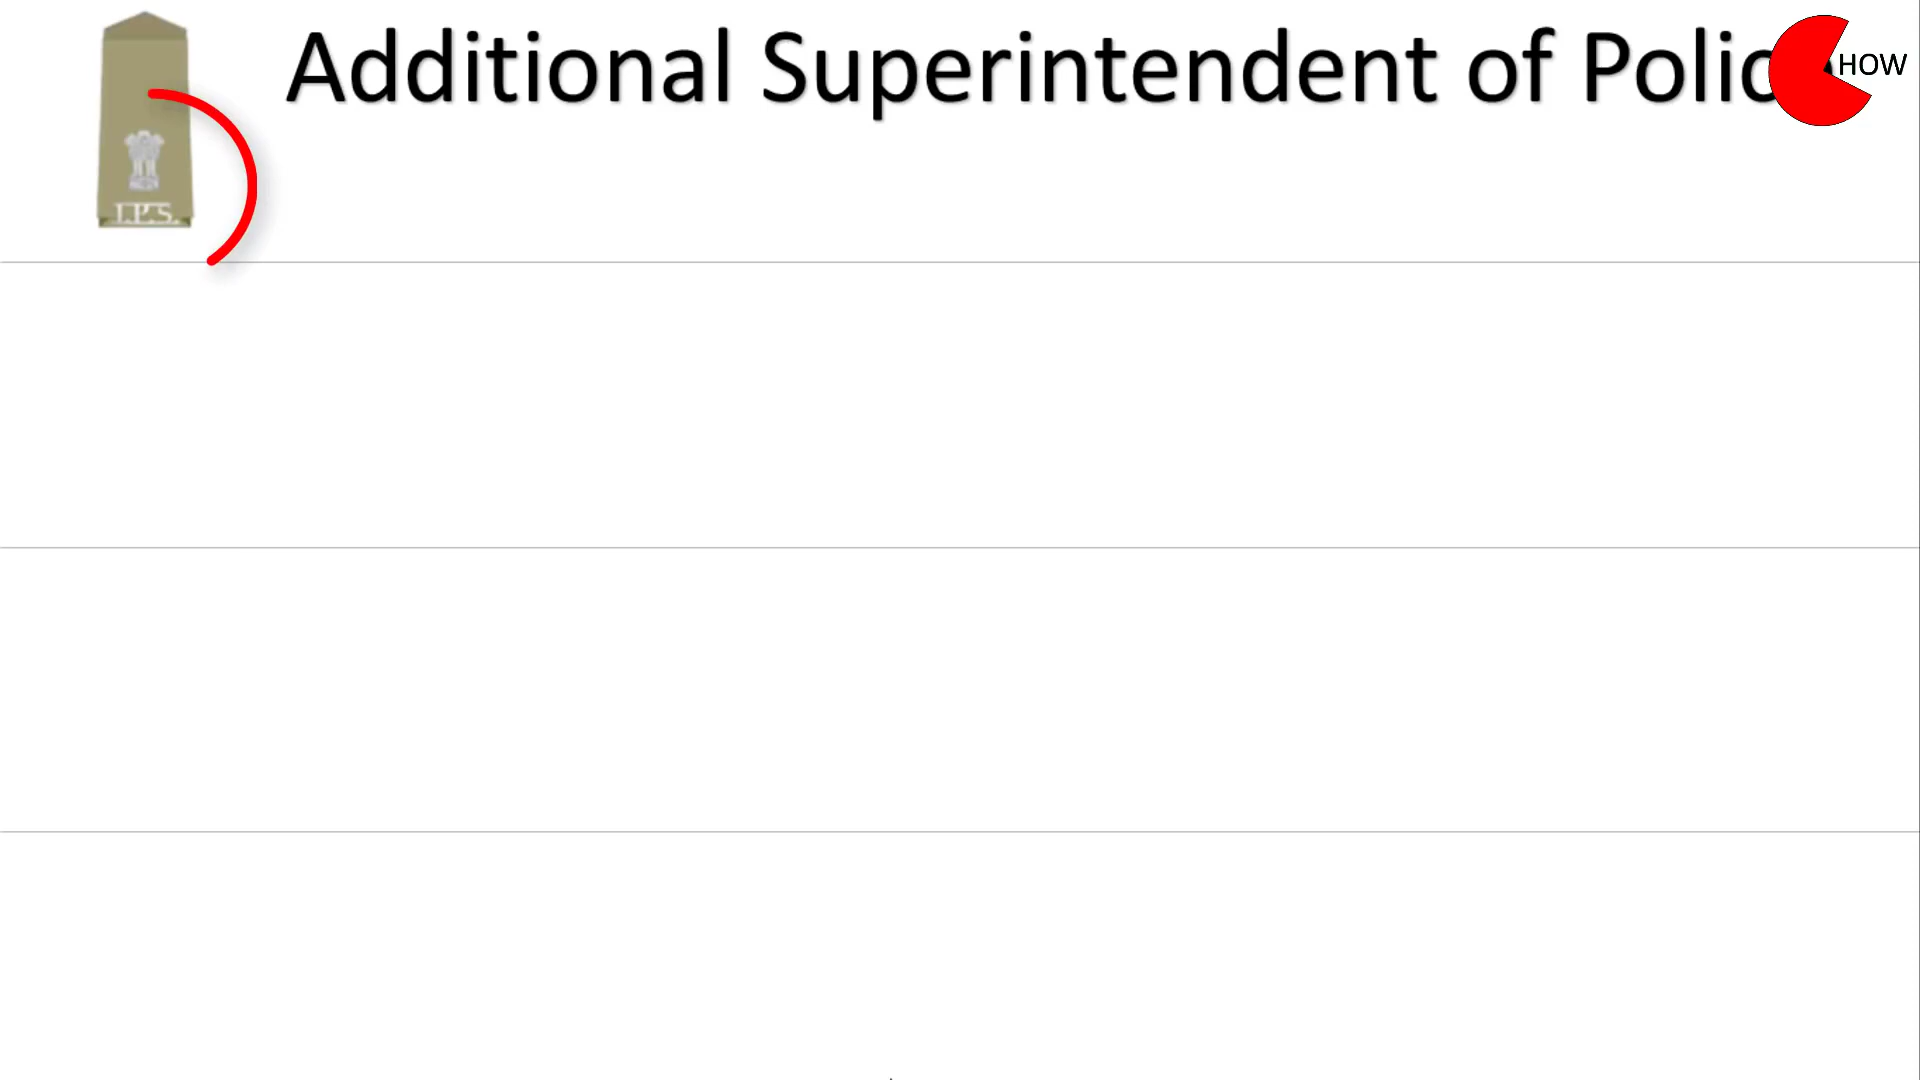 Additional Superintendent of Polic
HOW
I.P.S.